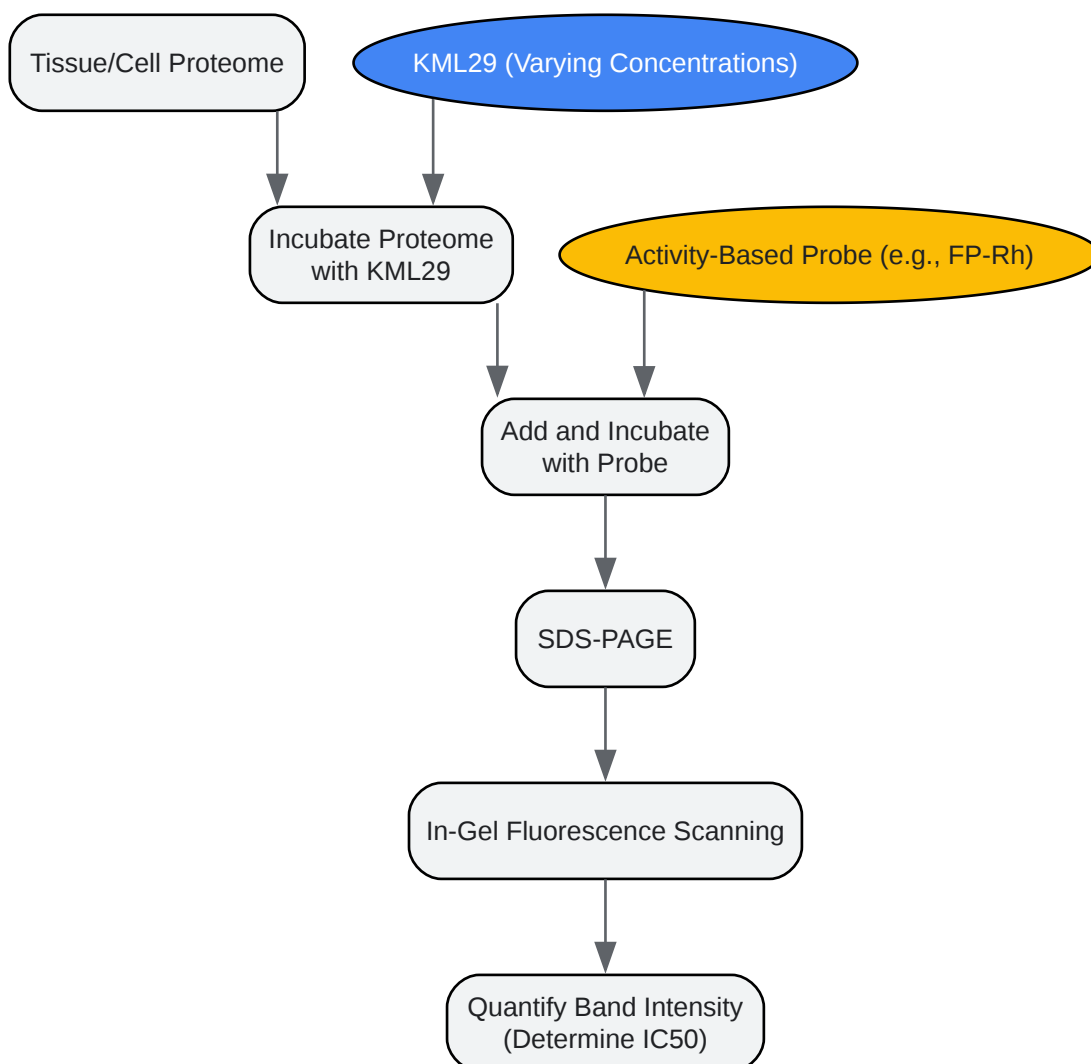 Tissue/Cell Proteome
KML29 (Varying Concentrations)
Incubate Proteome
with KML29
Activity-Based Probe (e.g., FP-Rh)
Add and Incubate
with Probe
SDS-PAGE
In-Gel Fluorescence Scanning
Quantify Band Intensity
(Determine IC50)